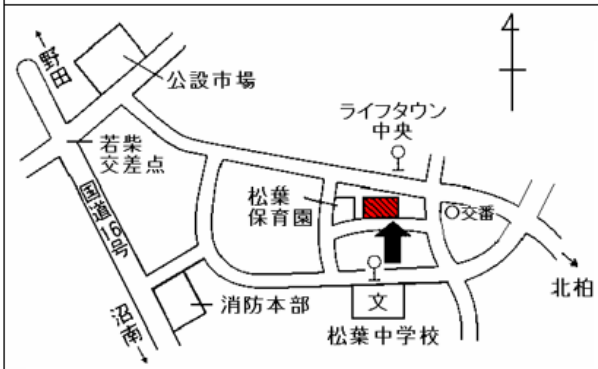 野田
公設市場
ライフタウン
中央
若柴
交差点
松葉
保育園
交番
国道16号
北柏
消防本部
文
沼南
松葉中学校